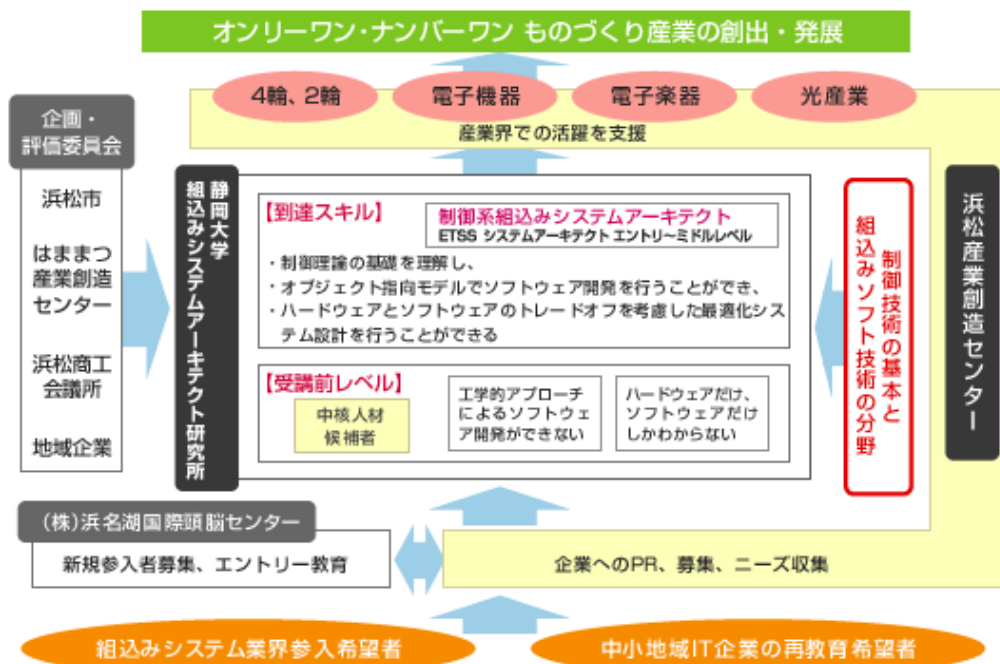 オンリーワン・ナンバーワン ものづくり産業の創出・発展
4輪、2輪
電子機器
電子楽器
光産業
産業界での活躍を支援
企画・
評価委員会
浜松市
はままつ
産業創造
センター
浜松商工
会議所
地域企業
静岡大学
組込みシステムアーキテクト研究所
【到達スキル】
制御系組込みシステムアーキテクト
ETSS システムアーキテクト エントリ～ミドルレベル
・制御理論の基礎を理解し、
・オブジェクト指向モデルでソフトウェア開発を行うことができ、
・ハードウェアとソフトウェアのトレードオフを考慮した最適化シス
テム設計を行うことができる
【受講前レベル】
中核人材
候補者
工学的アプローチ
によるソフトウェ
ア開発ができない
ハードウェアだけ、
ソフトウェアだけ
しかわからない
制御技術の基本と
組込みソフト技術の分野
浜松産業創造センター
(株)浜名湖国際頭脳センター
新規参入者募集、エントリー教育
企業へのPR、募集、ニーズ収集
組込みシステム業界参入希望者
中小地域IT企業の再教育希望者